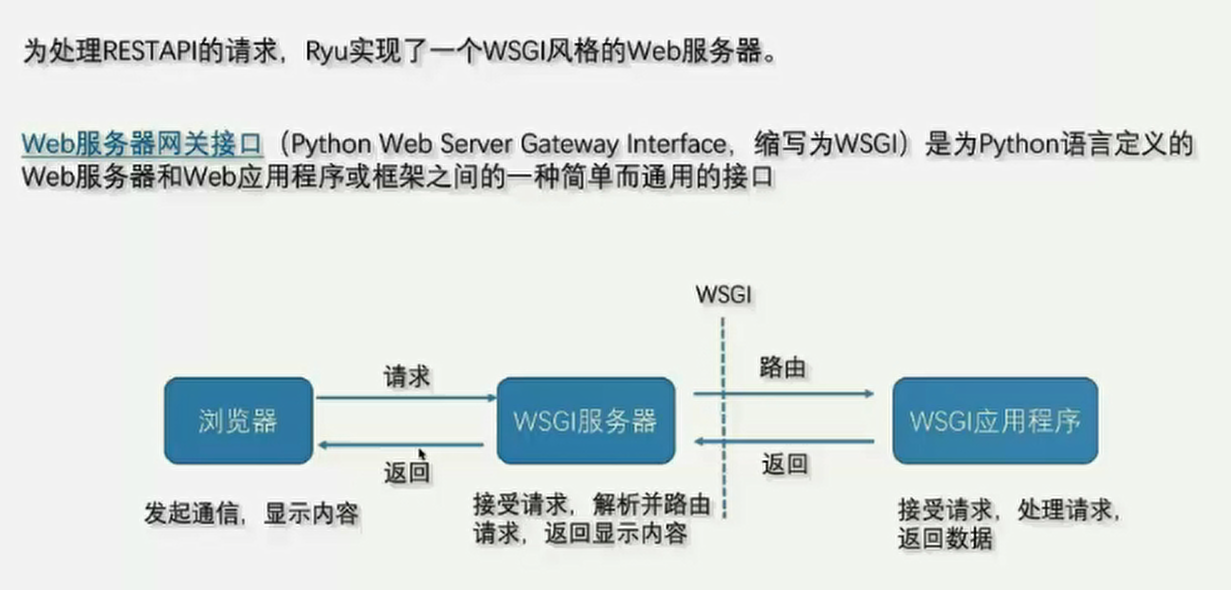 为处理RESTAPI的请求，Ryu实现了一个WSGI风格的Web服务器。
Web服务器网关接口（Python Web Server Gateway Interface，缩写为WSGI）是为Python语言定义的
Web服务器和Web应用程序或框架之间的一种简单而通用的接口
WSGI
请求
路由
浏览器
WSGI服务器
WSGI应用程序
返回
返回
发起通信，显示内容
接受请求，解析并路由
请求，返回显示内容
接受请求，处理请求，
返回数据